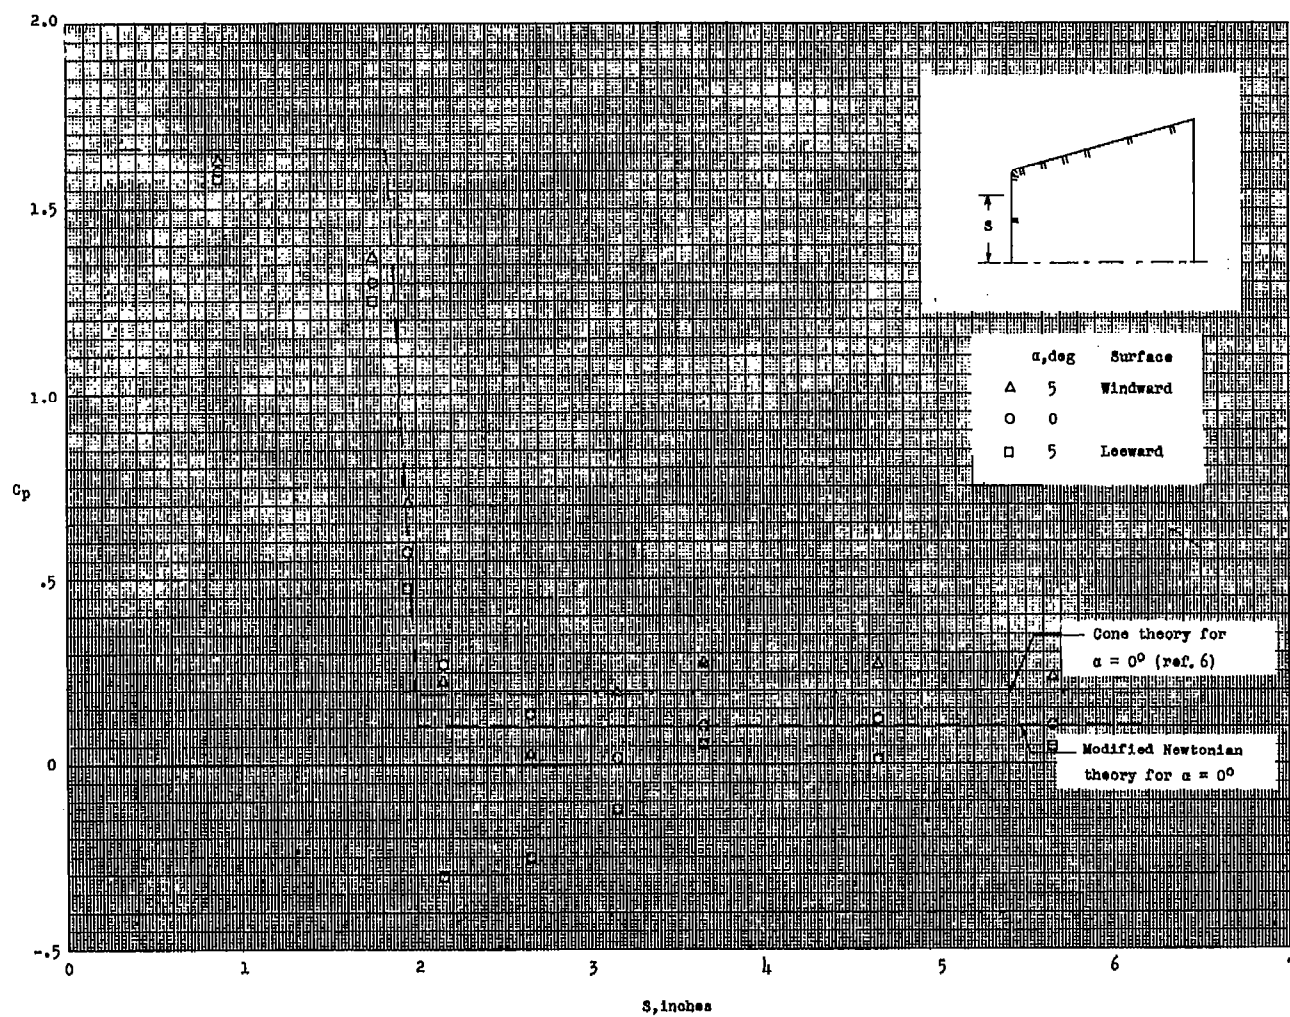 2.0
1.5
1.0
.5
0
-.5
Cp
0 1 2 3 4 5 6
S, inches
S
α, deg Surface
△ 5 Windward
○ 0
□ 5 Leeward
Cone theory for
α = 0° (ref. 6)
Modified Newtonian
theory for α = 0°